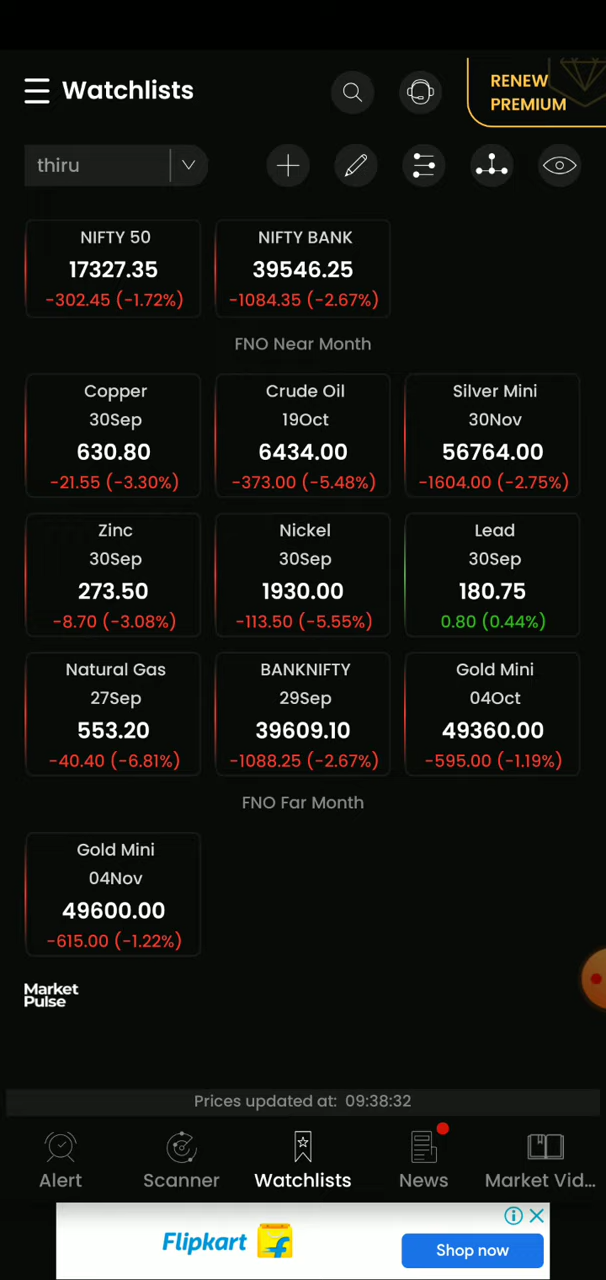 Watchlists
RENEW
PREMIUM
thiru
NIFTY 50
17327.35
-302.45 (-1.72%)
NIFTY BANK
39546.25
-1084.35 (-2.67%)
FNO Near Month
Copper
30Sep
630.80
-21.55 (-3.30%)
Crude Oil
19Oct
6434.00
-373.00 (-5.48%)
Silver Mini
30Nov
56764.00
-1604.00 (-2.75%)
Zinc
30Sep
273.50
-8.70 (-3.08%)
Nickel
30Sep
1930.00
-113.50 (-5.55%)
Lead
30Sep
180.75
0.80 (0.44%)
Natural Gas
27Sep
553.20
-40.40 (-6.81%)
BANKNIFTY
29Sep
39609.10
-1088.25 (-2.67%)
Gold Mini
04Oct
49360.00
-595.00 (-1.19%)
FNO Far Month
Gold Mini
04Nov
49600.00
-615.00 (-1.22%)
Market
Pulse
Prices updated at: 09:38:32
Alert
Scanner
Watchlists
News
Market Vid...
Flipkart
Shop now